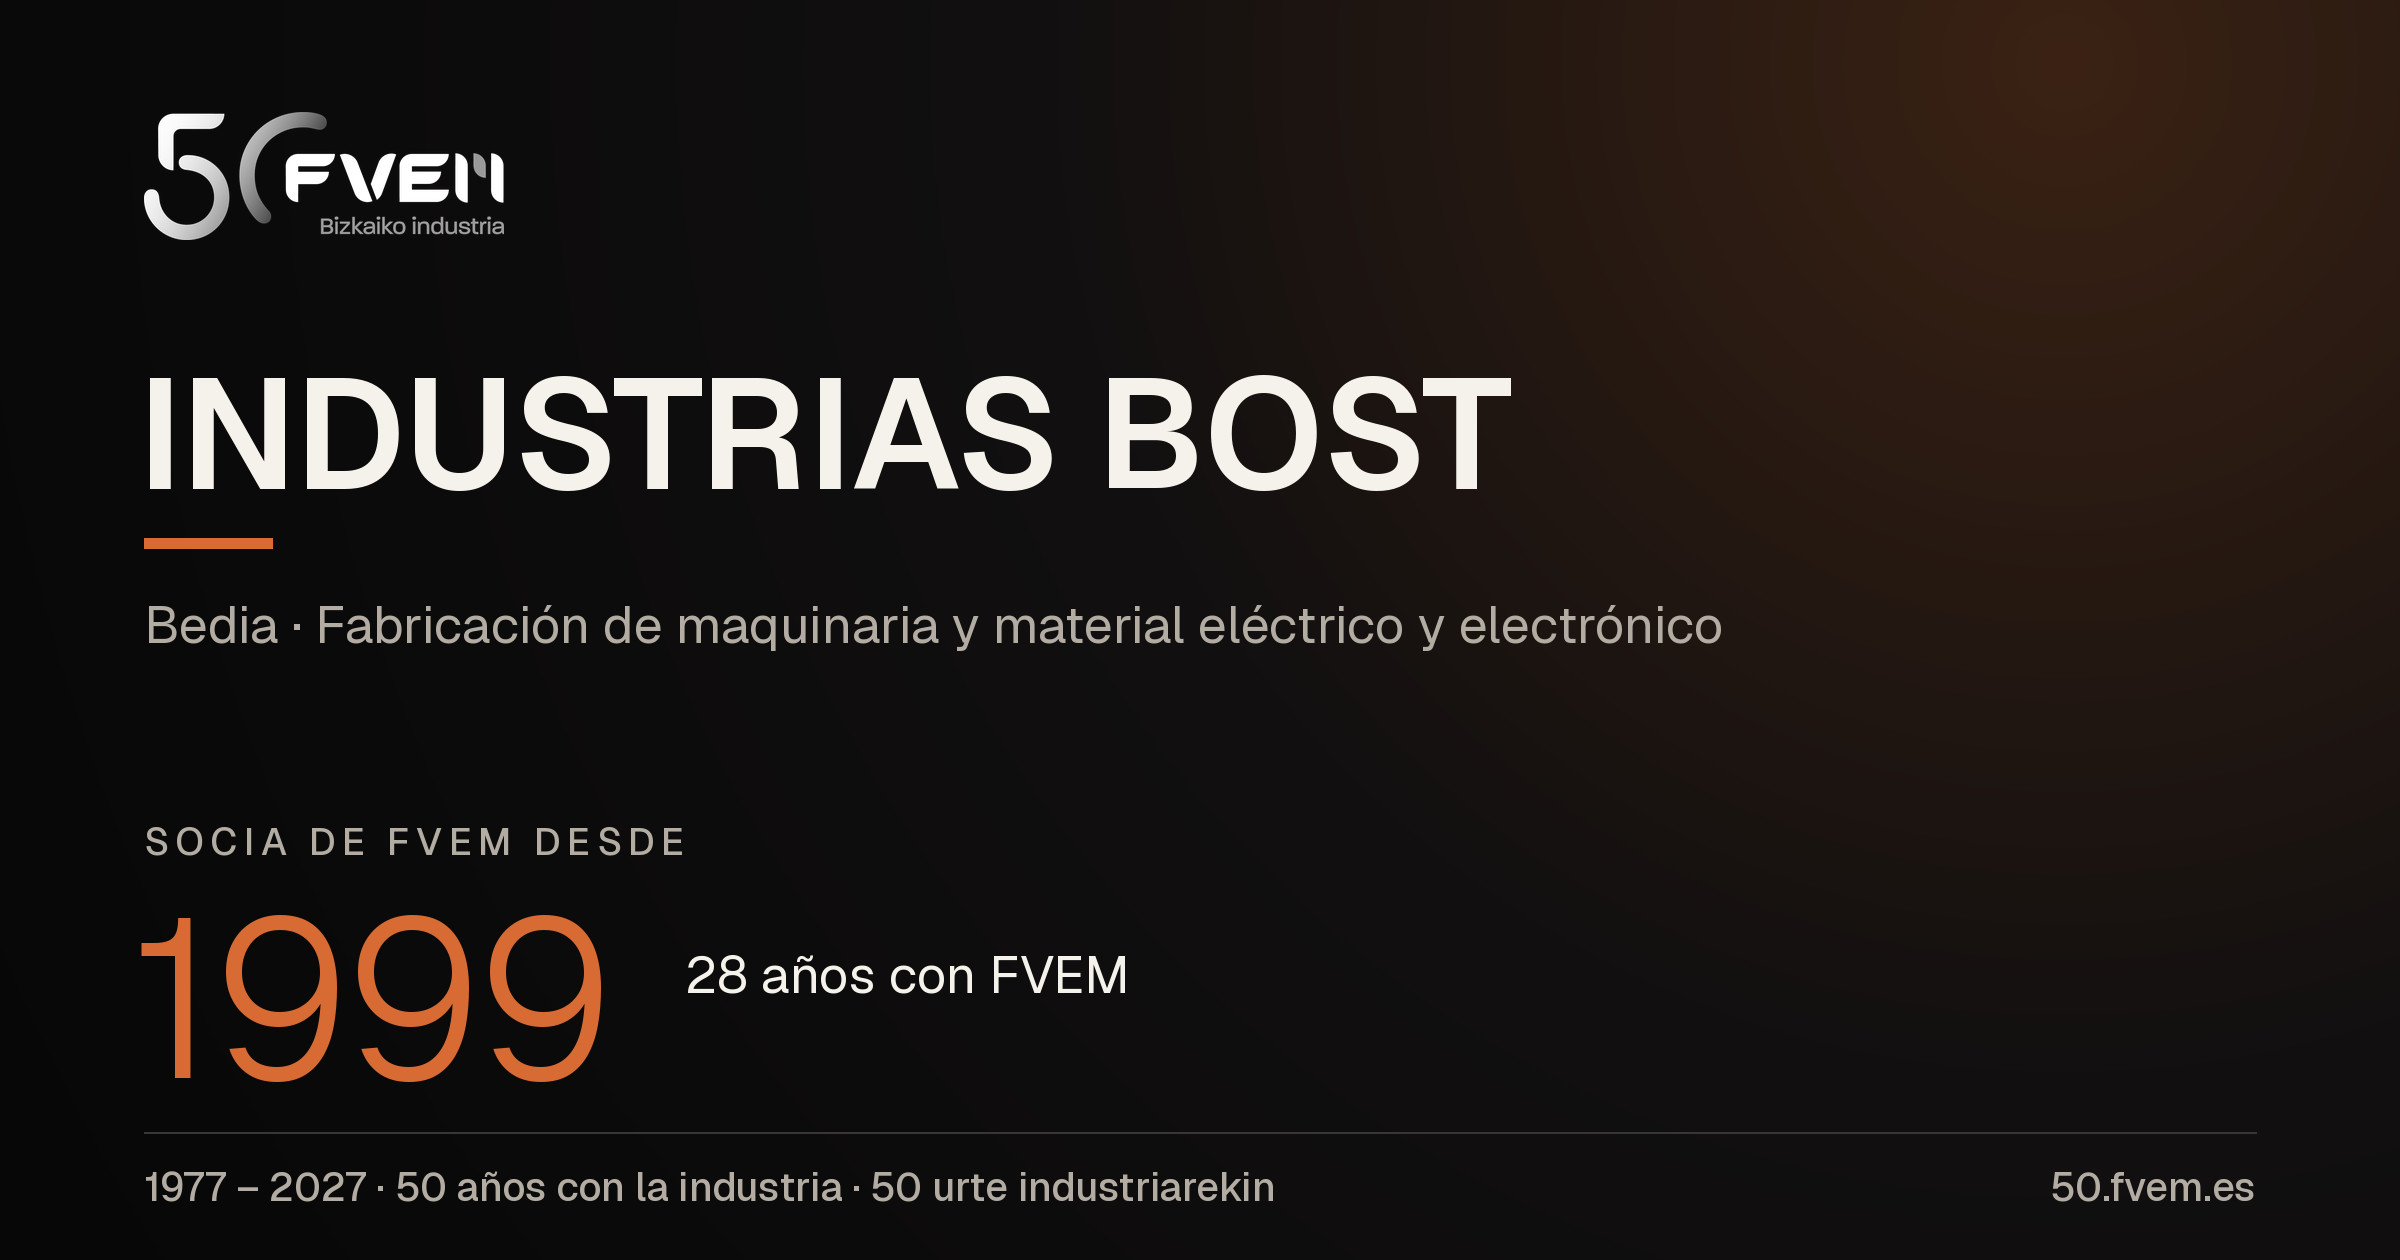 50 FVEM
Bizkaiko industria
INDUSTRIAS BOST
Bedia · Fabricación de maquinaria y material eléctrico y electrónico
SOCIA DE FVEM DESDE
1999
28 años con FVEM
1977 – 2027 · 50 años con la industria · 50 urte industriarekin
50.fvem.es